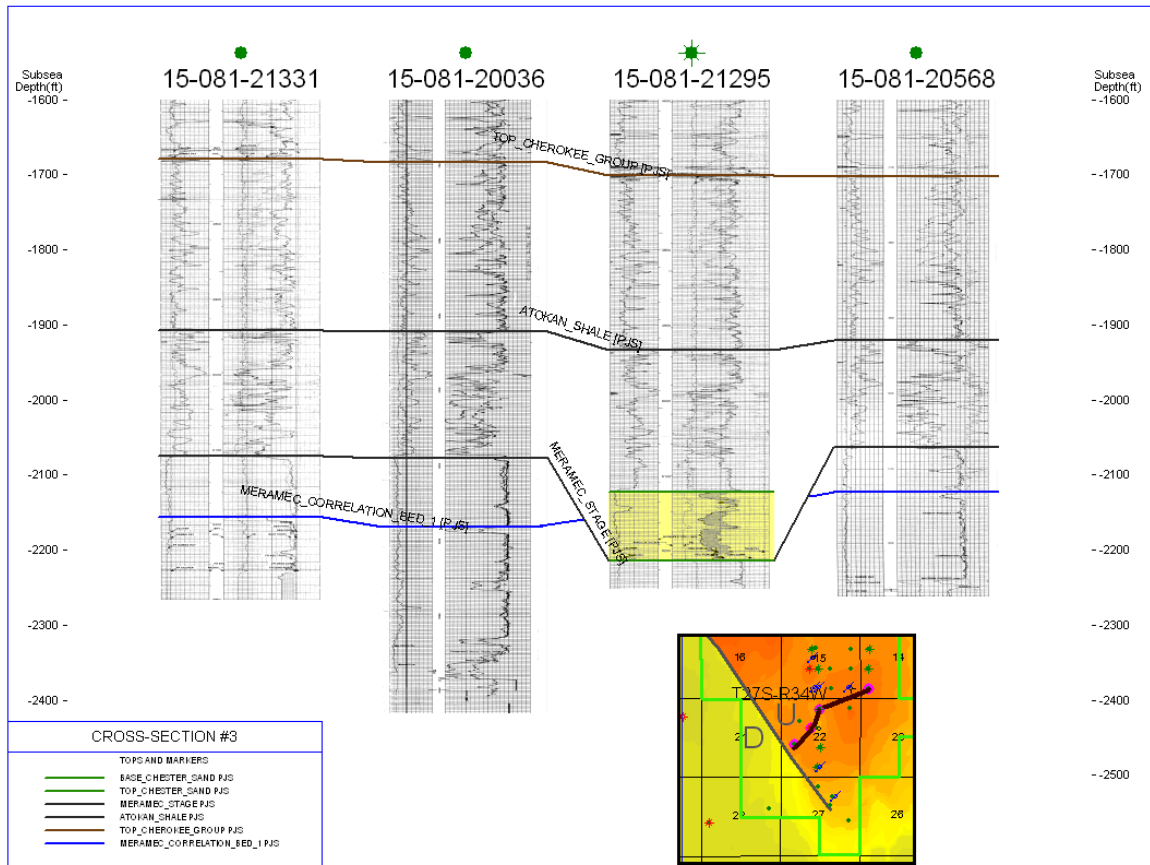 15-081-21331 15-081-20036 15-081-21295 15-081-20568
Subsea
Depth(ft)
Subsea
Depth(ft)
-1600
-1700
-1800
-1900
-2000
-2100
-2200
-2300
-2400
-1600
-1700
-1800
-1900
-2000
-2100
-2200
-2300
-2400
-2500
TOP_CHEROKEE_GROUP [PJS]
ATOKAN_SHALE [PJS]
MERAMEC_STAGE [PJS]
MERAMEC_CORRELATION_BED_1 [PJS]
CROSS-SECTION #3
TOPS AND MARKERS
BASE_CHESTER_SAND PJS
TOP_CHESTER_SAND PJS
MERAMEC_STAGE PJS
ATOKAN_SHALE PJS
TOP_CHEROKEE_GROUP PJS
MERAMEC_CORRELATION_BED_1 PJS
16 15 14
T27S-R34W
U
D
21 22 23
27 26